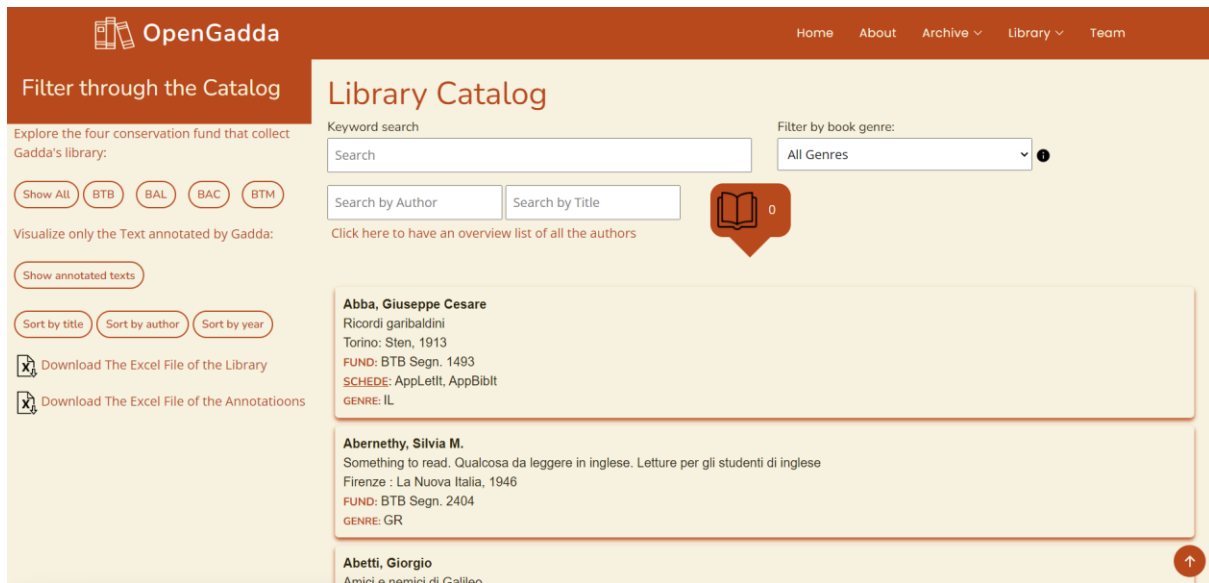 OpenGadda
Home About Archive Library Team
Filter through the Catalog
Explore the four conservation fund that collect
Gadda's library:
Show All BTB BAL BAC BTM
Visualize only the Text annotated by Gadda:
Show annotated texts
Sort by title Sort by author Sort by year
Download The Excel File of the Library
Download The Excel File of the Annotatioons
Library Catalog
Keyword search
Search
Filter by book genre:
All Genres
Search by Author Search by Title
0
Click here to have an overview list of all the authors
Abba, Giuseppe Cesare
Ricordi garibaldini
Torino: Sten, 1913
FUND: BTB Segn. 1493
SCHEDE: AppLetIt, AppBibIt
GENRE: IL
Abernethy, Silvia M.
Something to read. Qualcosa da leggere in inglese. Letture per gli studenti di inglese
Firenze : La Nuova Italia, 1946
FUND: BTB Segn. 2404
GENRE: GR
Abetti, Giorgio
Amici e nemici di Galileo